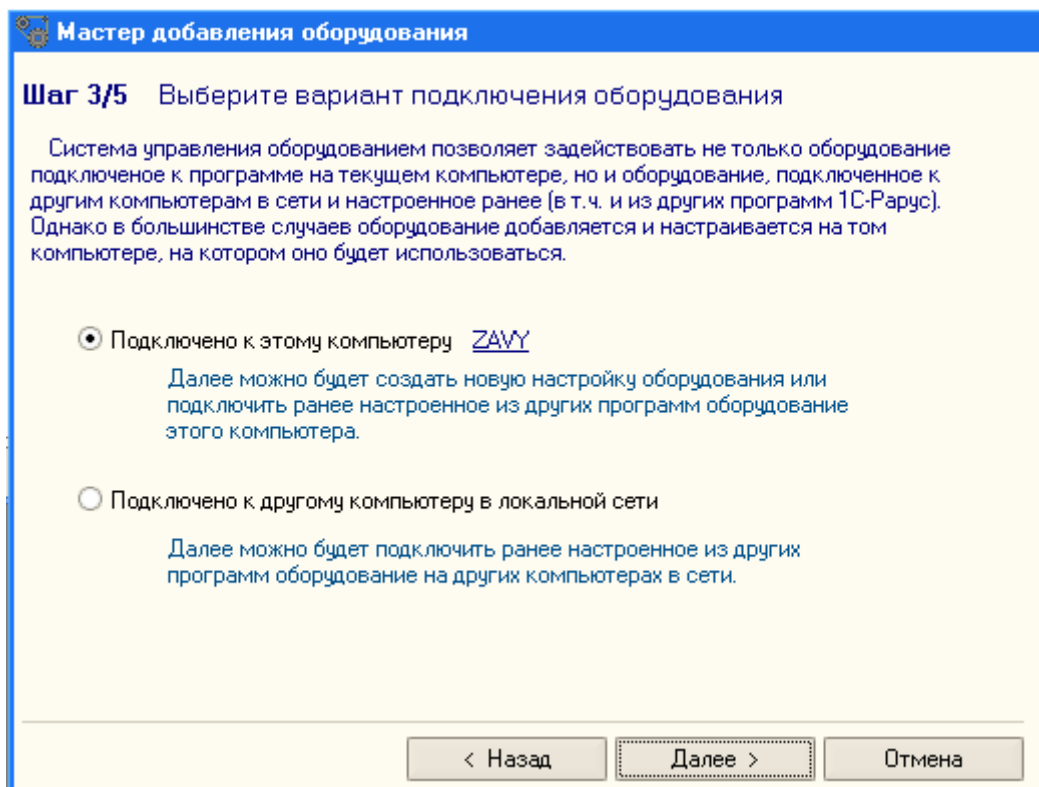 Мастер добавления оборудования
Шаг 3/5 Выберите вариант подключения оборудования
Система управления оборудованием позволяет задействовать не только оборудование
подключеное к программе на текущем компьютере, но и оборудование, подключенное к
другим компьютерам в сети и настроенное ранее (в т.ч. и из других программ 1С-Рарус).
Однако в большинстве случаев оборудование добавляется и настраивается на том
компьютере, на котором оно будет использоваться.
Подключено к этому компьютеру ZAVY
Далее можно будет создать новую настройку оборудования или
подключить ранее настроенное из других программ оборудование
этого компьютера.
Подключено к другому компьютеру в локальной сети
Далее можно будет подключить ранее настроенное из других
программ оборудование на других компьютерах в сети.
< Назад Далее > Отмена